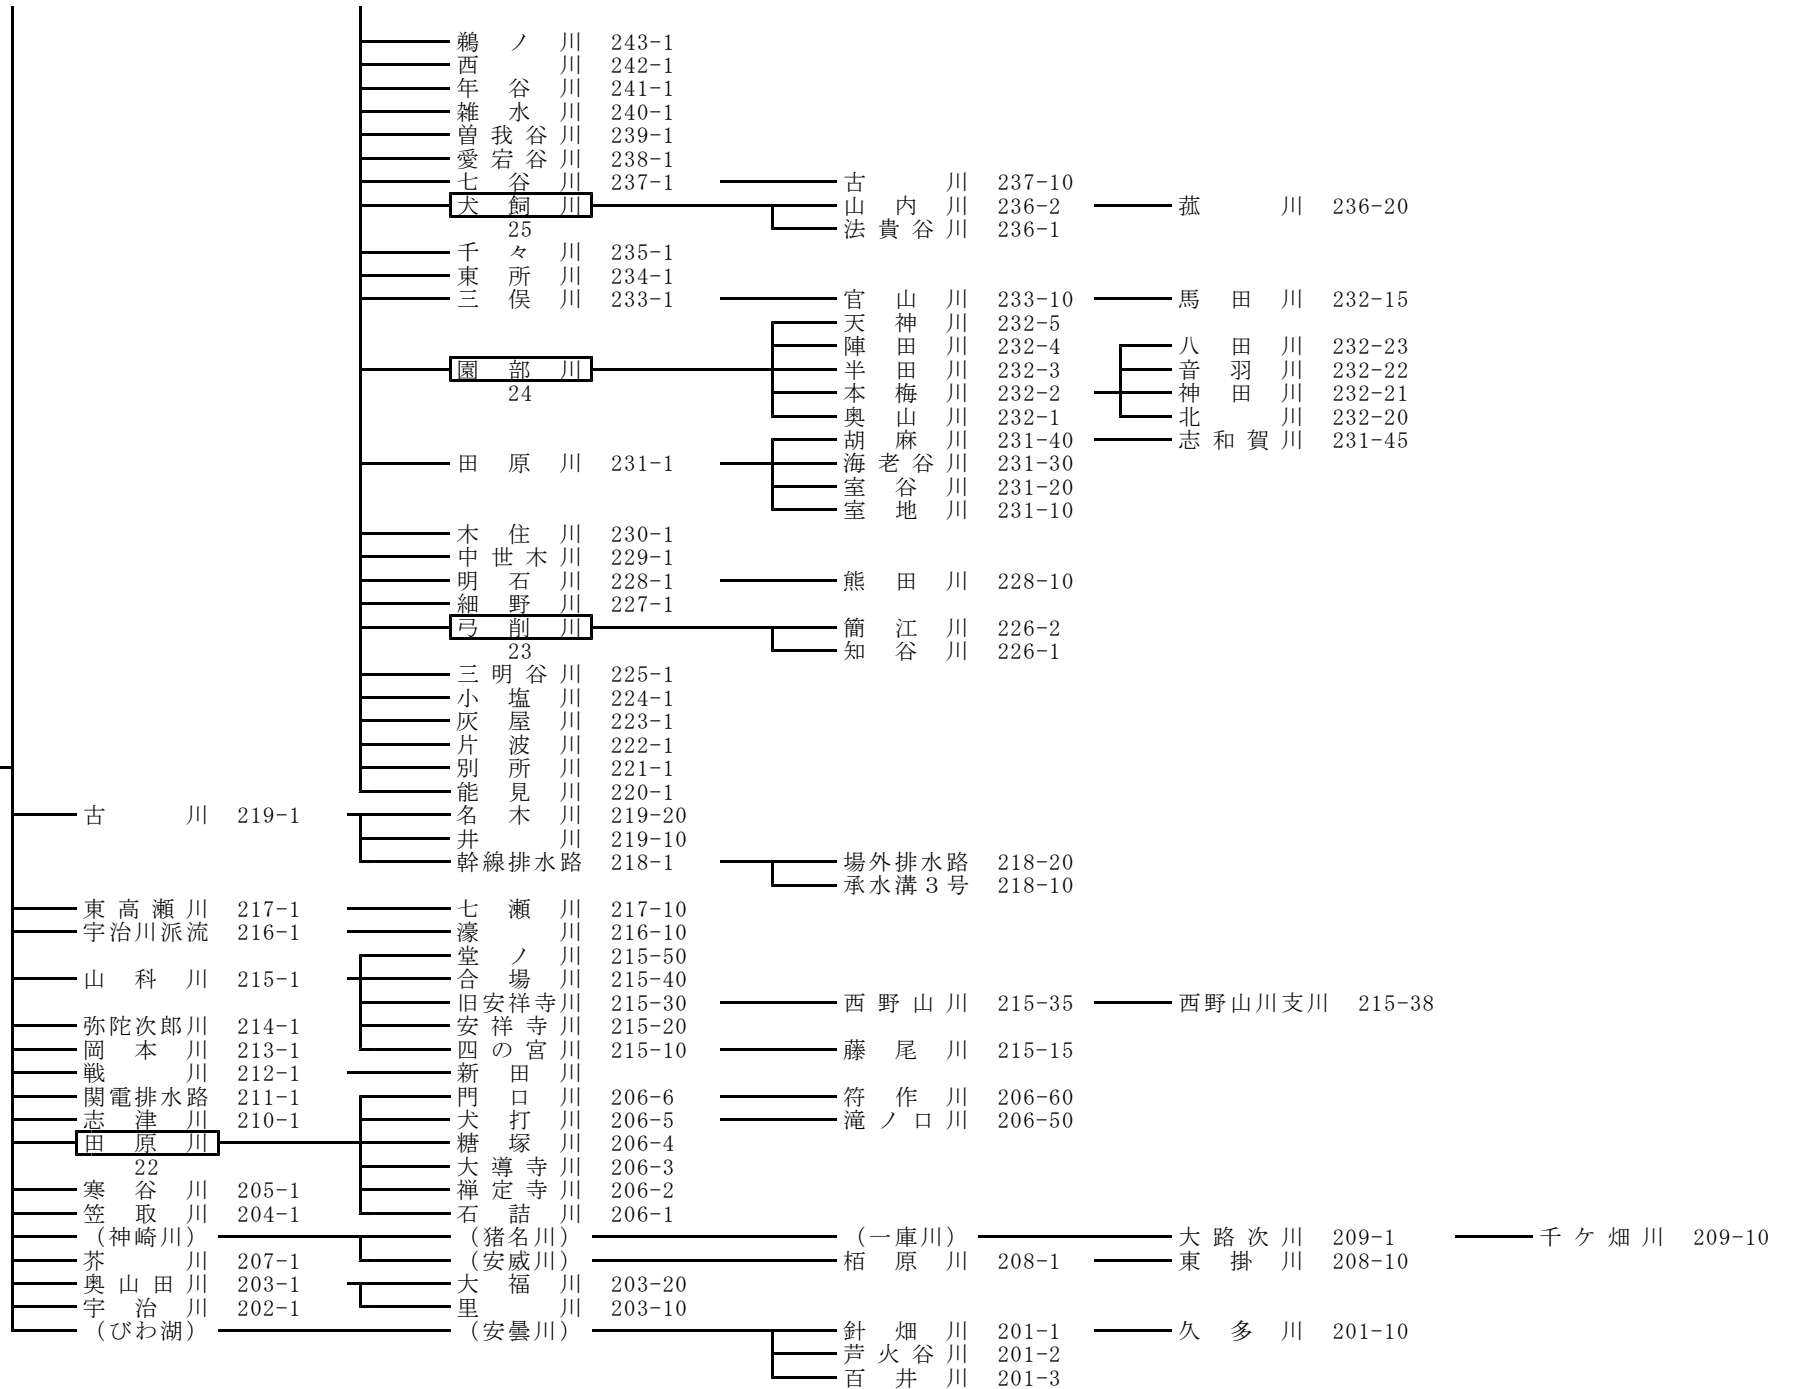 鵜ノ川 243-1
西川 242-1
年谷川 241-1
雑水川 240-1
曽我谷川 239-1
愛宕谷川 238-1
七谷川 237-1 古川 237-10
犬飼川 山内川 236-2 菰川 236-20
25 法貴谷川 236-1
千々川 235-1
東所川 234-1
三俣川 233-1 官山川 233-10 馬田川 232-15
天神川 232-5
陣田川 232-4 八田川 232-23
園部川 半田川 232-3 音羽川 232-22
24 本梅川 232-2 神田川 232-21
奥山川 232-1 北川 232-20
胡麻川 231-40 志和賀川 231-45
田原川 231-1 海老谷川 231-30
室谷川 231-20
室地川 231-10
木住川 230-1
中世木川 229-1
明石川 228-1 熊田川 228-10
細野川 227-1
弓削川 簡江川 226-2
23 知谷川 226-1
三明谷川 225-1
小塩川 224-1
灰屋川 223-1
片波川 222-1
別所川 221-1
能見川 220-1
古川 219-1 名木川 219-20
井川 219-10
幹線排水路 218-1 場外排水路 218-20
承水溝3号 218-10
東高瀬川 217-1 七瀬川 217-10
宇治川派流 216-1 濠川 216-10
堂ノ川 215-50
山科川 215-1 合場川 215-40
旧安祥寺川 215-30 西野山川 215-35 西野山川支川 215-38
弥陀次郎川 214-1 安祥寺川 215-20
岡本川 213-1 四の宮川 215-10 藤尾川 215-15
戦川 212-1 新田川
関電排水路 211-1 門口川 206-6 符作川 206-60
志津川 210-1 犬打川 206-5 滝ノ口川 206-50
田原川 糖塚川 206-4
22 大導寺川 206-3
寒谷川 205-1 禅定寺川 206-2
笠取川 204-1 石詰川 206-1
（神崎川） （猪名川） （一庫川） 大路次川 209-1 千ケ畑川 209-10
芥川 207-1 （安威川） 栢原川 208-1 東掛川 208-10
奥山田川 203-1 大福川 203-20
宇治川 202-1 里川 203-10
（びわ湖） （安曇川） 針畑川 201-1 久多川 201-10
芦火谷川 201-2
百井川 201-3